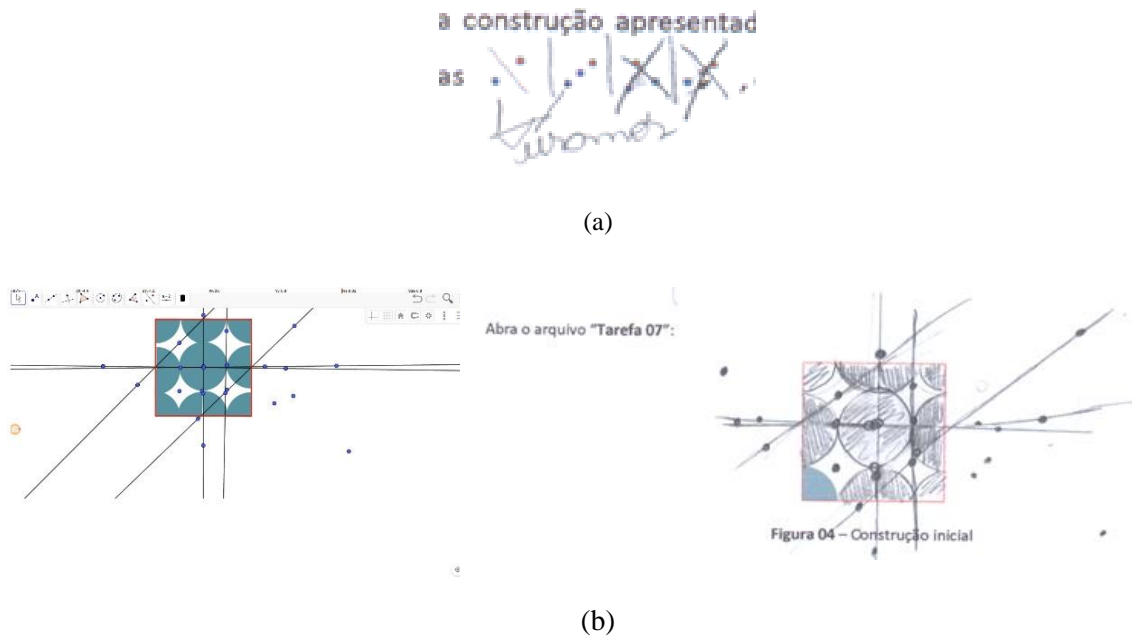 a construção apresentad
as
(a)
Abra o arquivo "Tarefa 07":
Figura 04 – Construção inicial
(b)